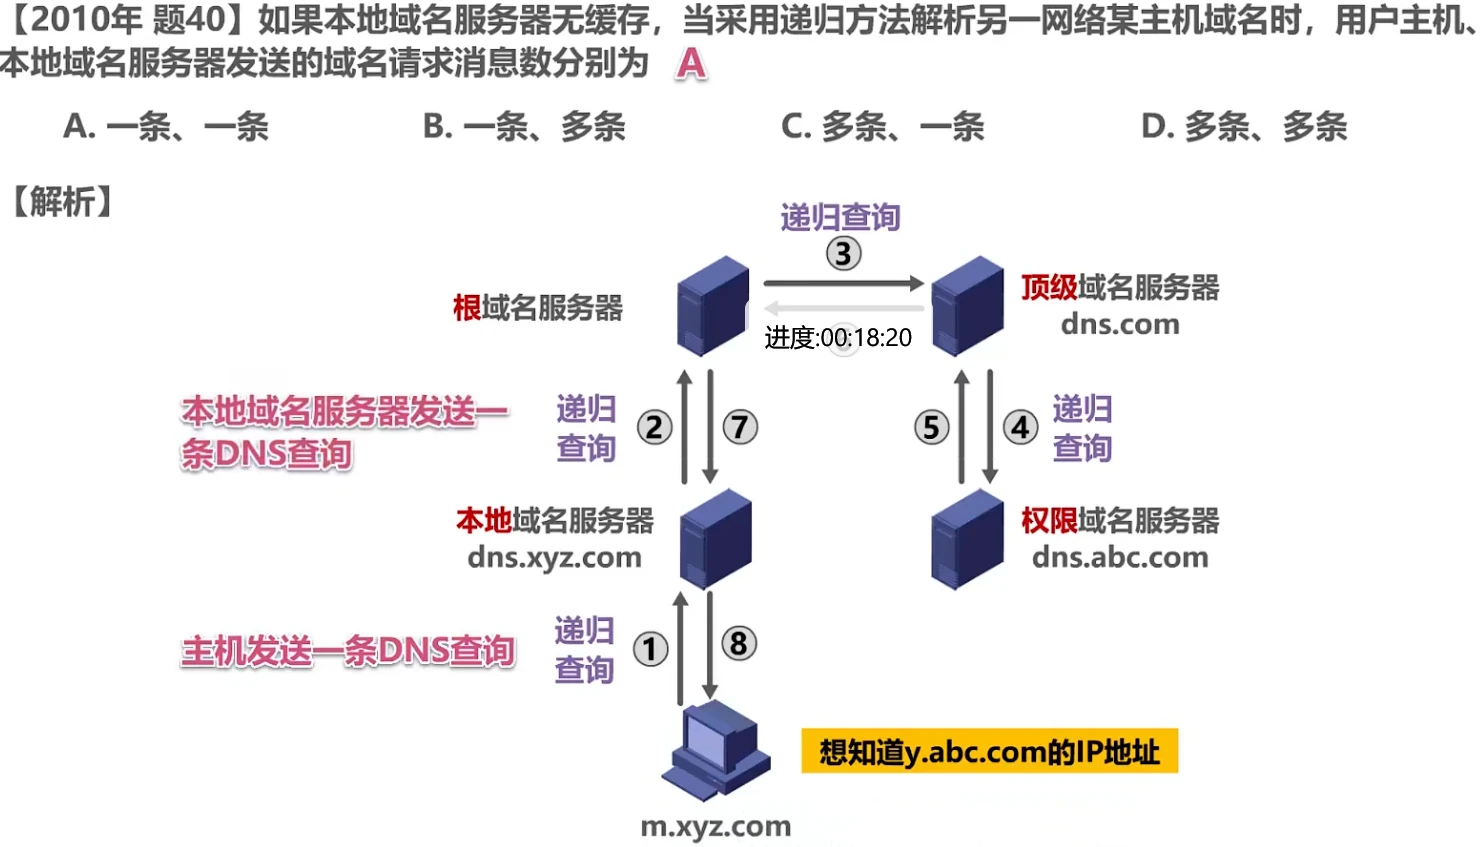 【2010年 题40】如果本地域名服务器无缓存，当采用递归方法解析另一网络某主机域名时，用户主机、
本地域名服务器发送的域名请求消息数分别为 A
A. 一条、一条 B. 一条、多条 C. 多条、一条 D. 多条、多条
【解析】
递归查询
③
根域名服务器
顶级域名服务器
dns.com
进度:00:18:20
本地域名服务器发送一
条DNS查询
递归
查询
②
⑦
⑤
④
递归
查询
本地域名服务器
dns.xyz.com
权限域名服务器
dns.abc.com
主机发送一条DNS查询
递归
查询
①
⑧
想知道y.abc.com的IP地址
m.xyz.com